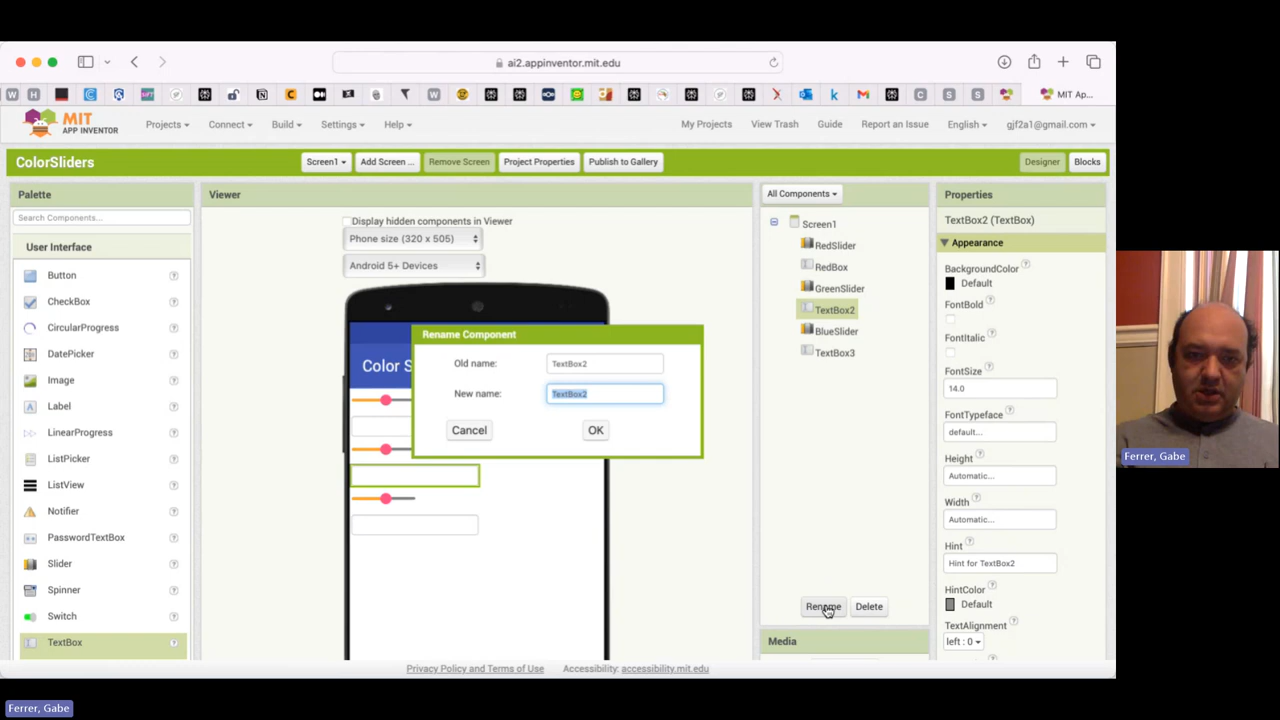 ai2.appinventor.mit.edu
MIT Ap...
MIT
APP INVENTOR
Projects
Connect
Build
Settings
Help
My Projects
View Trash
Guide
Report an Issue
English
gjf2a1@gmail.com
ColorSliders
Screen1
Add Screen ...
Remove Screen
Project Properties
Publish to Gallery
Designer
Blocks
Palette
Search Components...
User Interface
Button
CheckBox
CircularProgress
DatePicker
Image
Label
LinearProgress
ListPicker
ListView
Notifier
PasswordTextBox
Slider
Spinner
Switch
TextBox
Viewer
Display hidden components in Viewer
Phone size (320 x 505)
Android 5+ Devices
Color S
Rename Component
Old name:
TextBox2
New name:
TextBox2
Cancel
OK
All Components
Screen1
RedSlider
RedBox
GreenSlider
TextBox2
BlueSlider
TextBox3
Rename
Delete
Media
Properties
TextBox2 (TextBox)
Appearance
BackgroundColor
Default
FontBold
FontItalic
FontSize
14.0
FontTypeface
default...
Height
Automatic...
Width
Automatic...
Hint
Hint for TextBox2
HintColor
Default
TextAlignment
left : 0
Privacy Policy and Terms of Use
Accessibility: accessibility.mit.edu
Ferrer, Gabe
Ferrer, Gabe